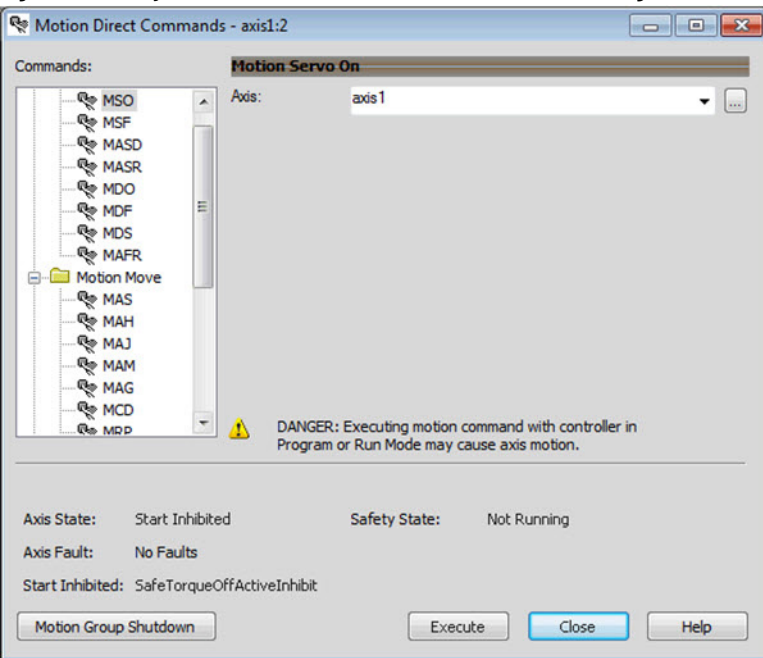 Motion Direct Commands - axis1:2
Commands:
Motion Servo On
MSO
Axis:
axis1
...
MSF
MASD
MASR
MDO
MDF
MDS
MAFR
Motion Move
MAS
MAH
MAJ
MAM
MAG
MCD
MRP
DANGER: Executing motion command with controller in
Program or Run Mode may cause axis motion.
Axis State: Start Inhibited
Safety State: Not Running
Axis Fault: No Faults
Start Inhibited: SafeTorqueOffActiveInhibit
Motion Group Shutdown
Execute
Close
Help